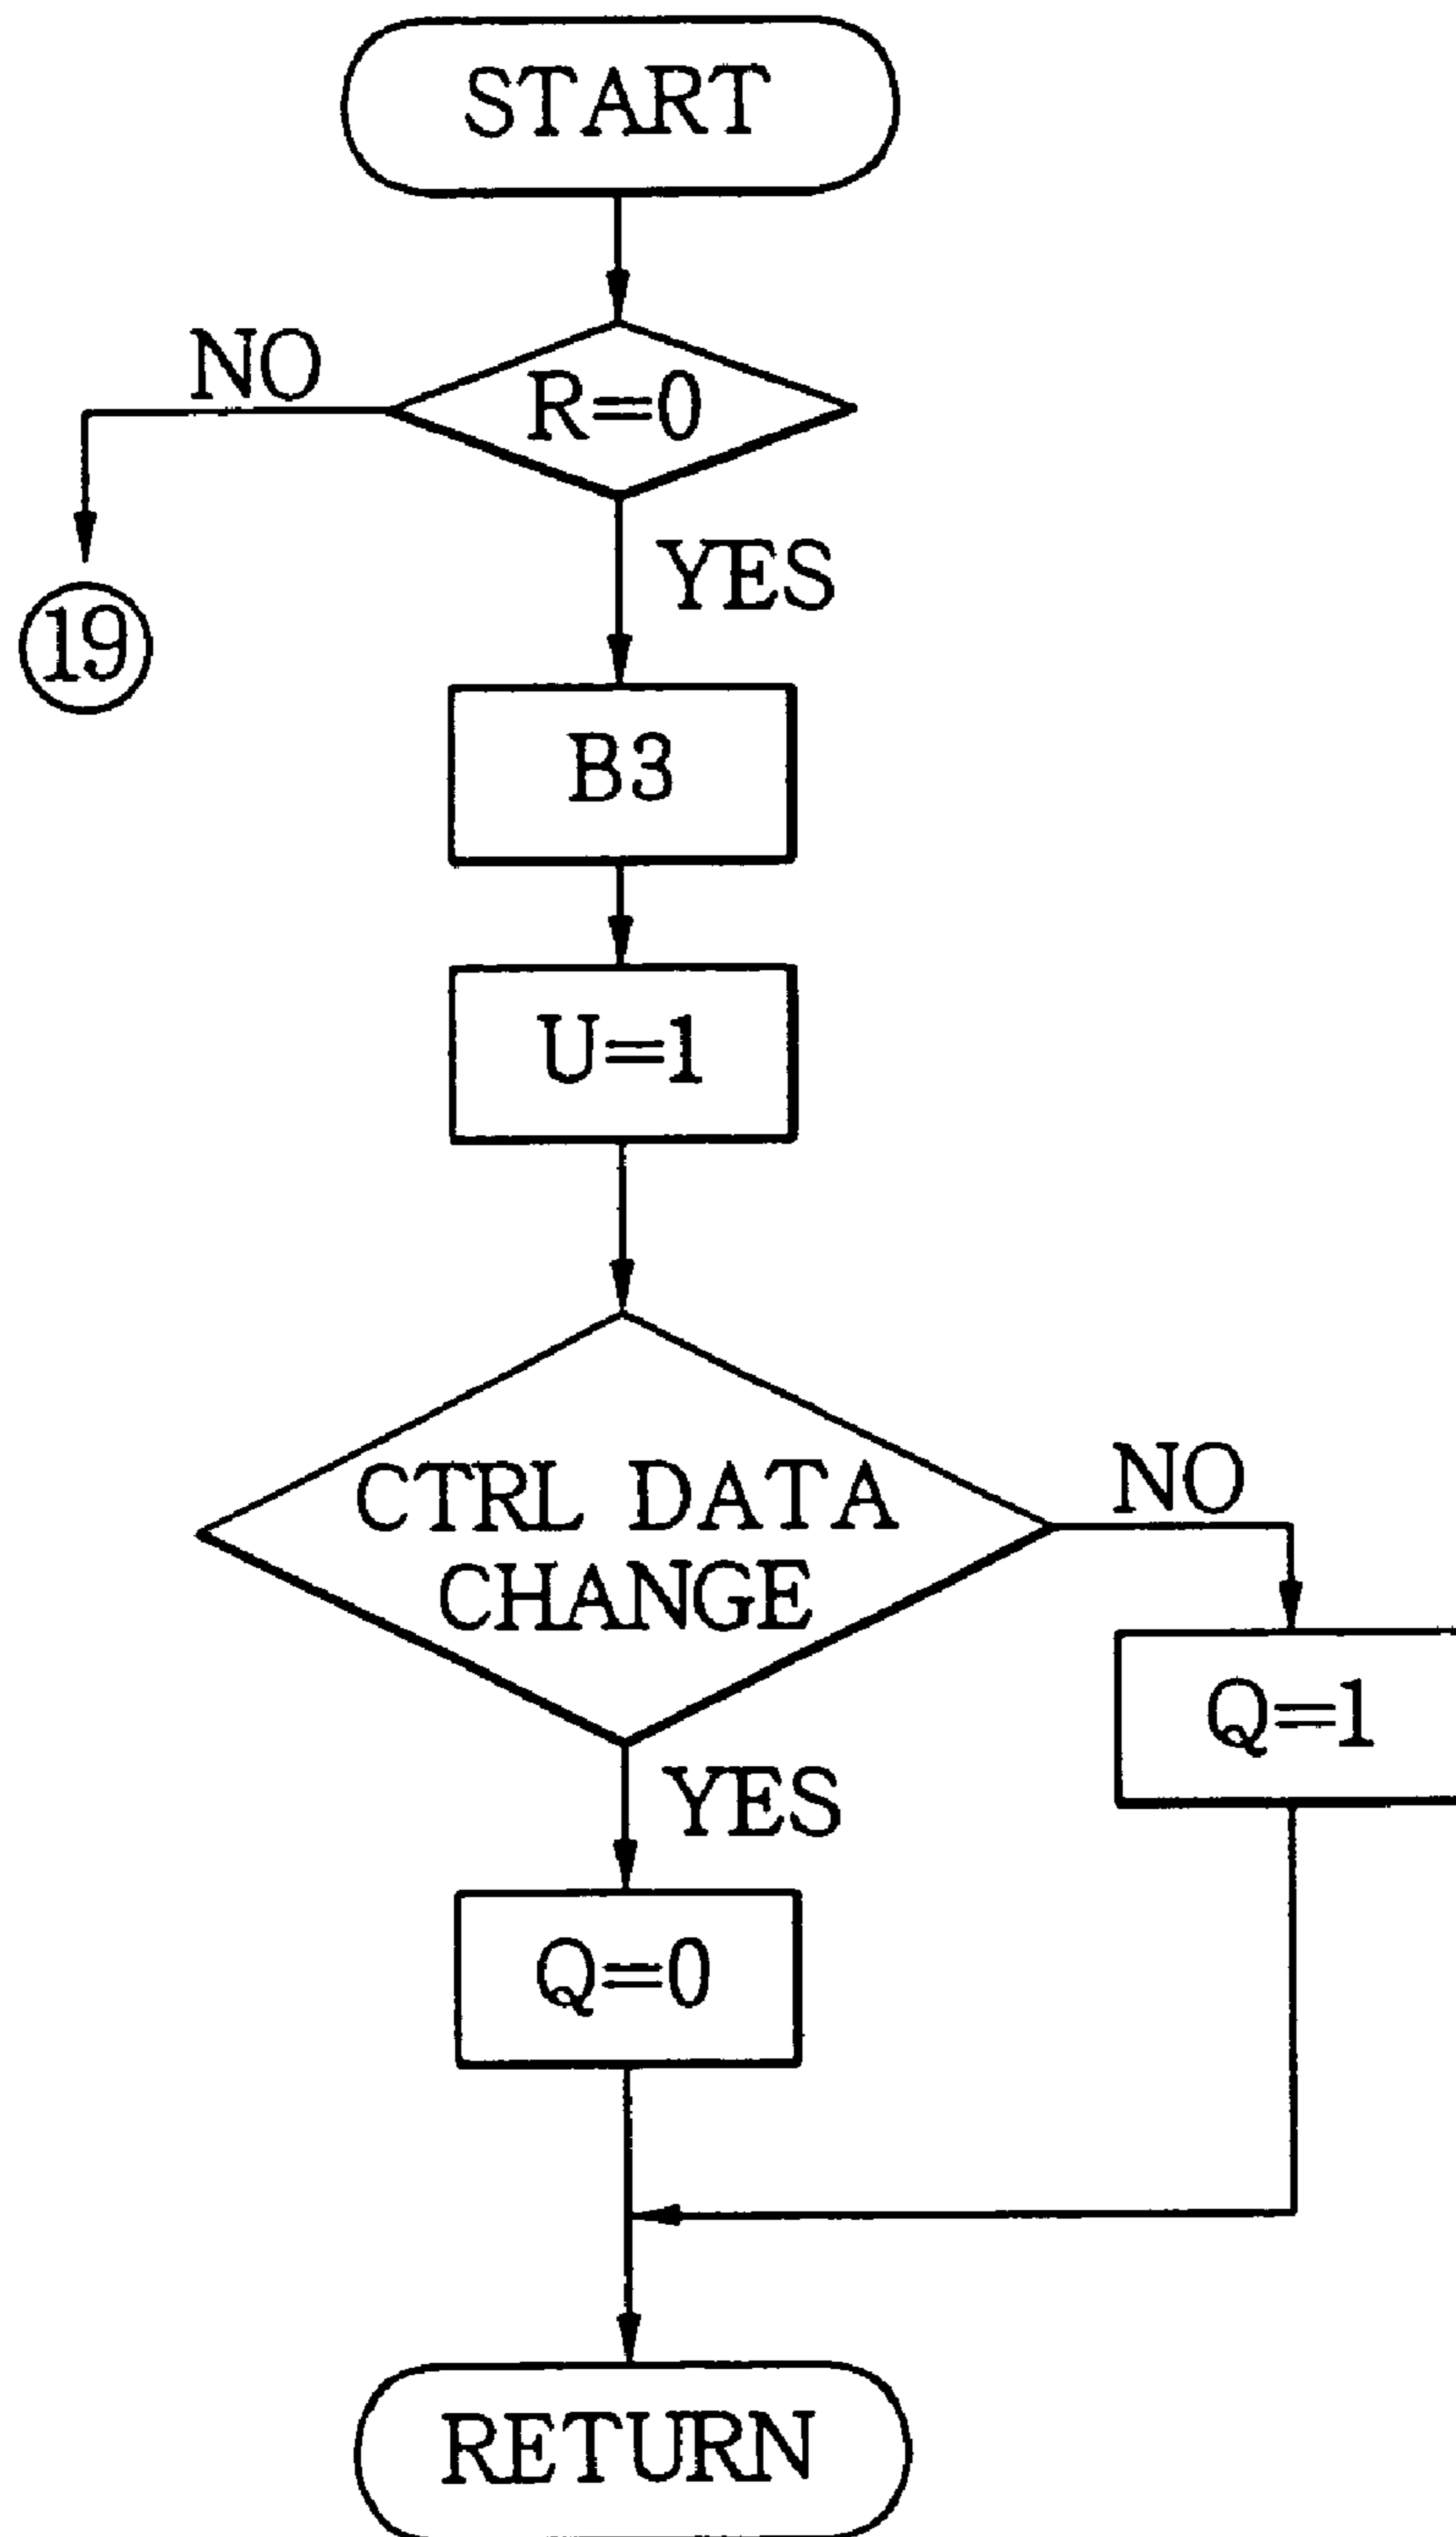 START
NO
R=0
YES
19
B3
U=1
CTRL DATA
CHANGE
NO
Q=1
YES
Q=0
RETURN